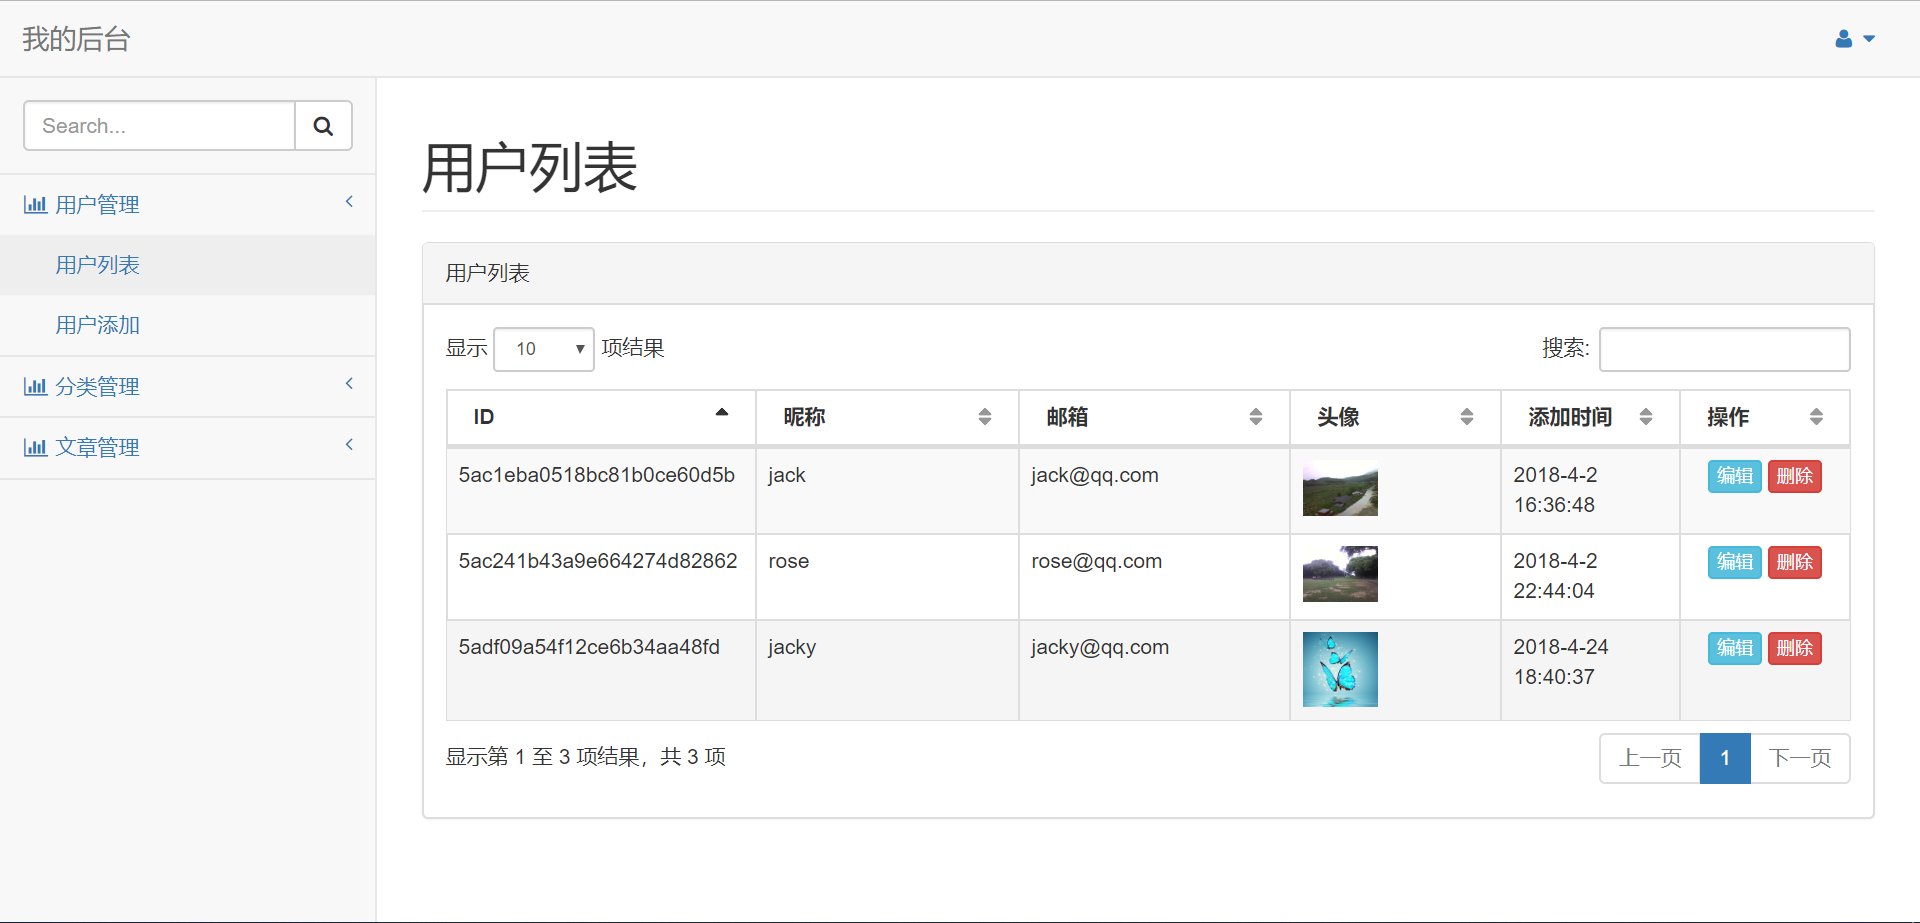 我的后台
Search...
用户管理
用户列表
用户添加
分类管理
文章管理
用户列表
用户列表
显示 10 项结果 搜索:
ID 昵称 邮箱 头像 添加时间 操作
5ac1eba0518bc81b0ce60d5b jack jack@qq.com 2018-4-2 编辑 删除
16:36:48
5ac241b43a9e664274d82862 rose rose@qq.com 2018-4-2 编辑 删除
22:44:04
5adf09a54f12ce6b34aa48fd jacky jacky@qq.com 2018-4-24 编辑 删除
18:40:37
显示第 1 至 3 项结果，共 3 项 上一页 1 下一页